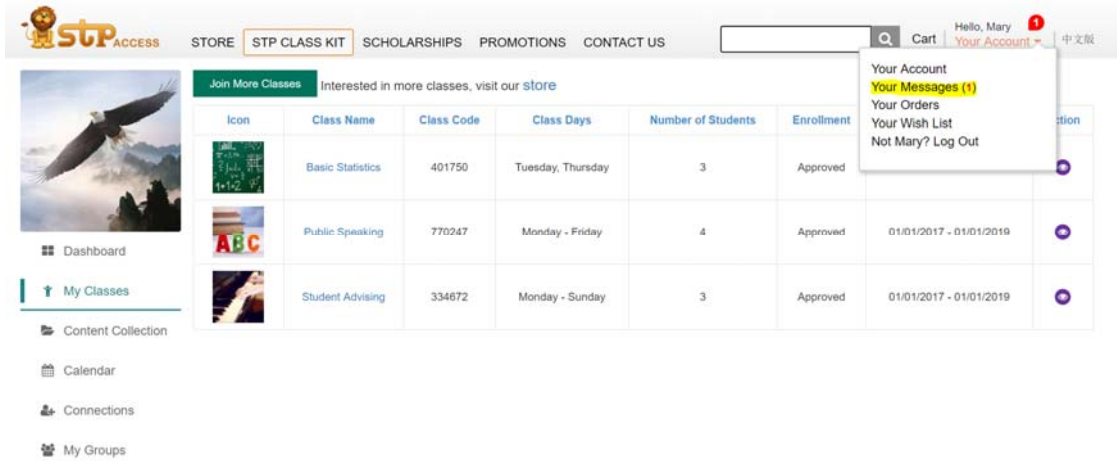 STP ACCESS
STORE STP CLASS KIT SCHOLARSHIPS PROMOTIONS CONTACT US
Cart
Hello, Mary 1
Your Account
中文版
Your Account
Your Messages (1)
Your Orders
Your Wish List
Not Mary? Log Out
Join More Classes Interested in more classes, visit our store
Icon Class Name Class Code Class Days Number of Students Enrollment ction
1+1=2 Basic Statistics 401750 Tuesday, Thursday 3 Approved
ABC Public Speaking 770247 Monday - Friday 4 Approved 01/01/2017 - 01/01/2019
Student Advising 334672 Monday - Sunday 3 Approved 01/01/2017 - 01/01/2019
Dashboard
My Classes
Content Collection
Calendar
Connections
My Groups